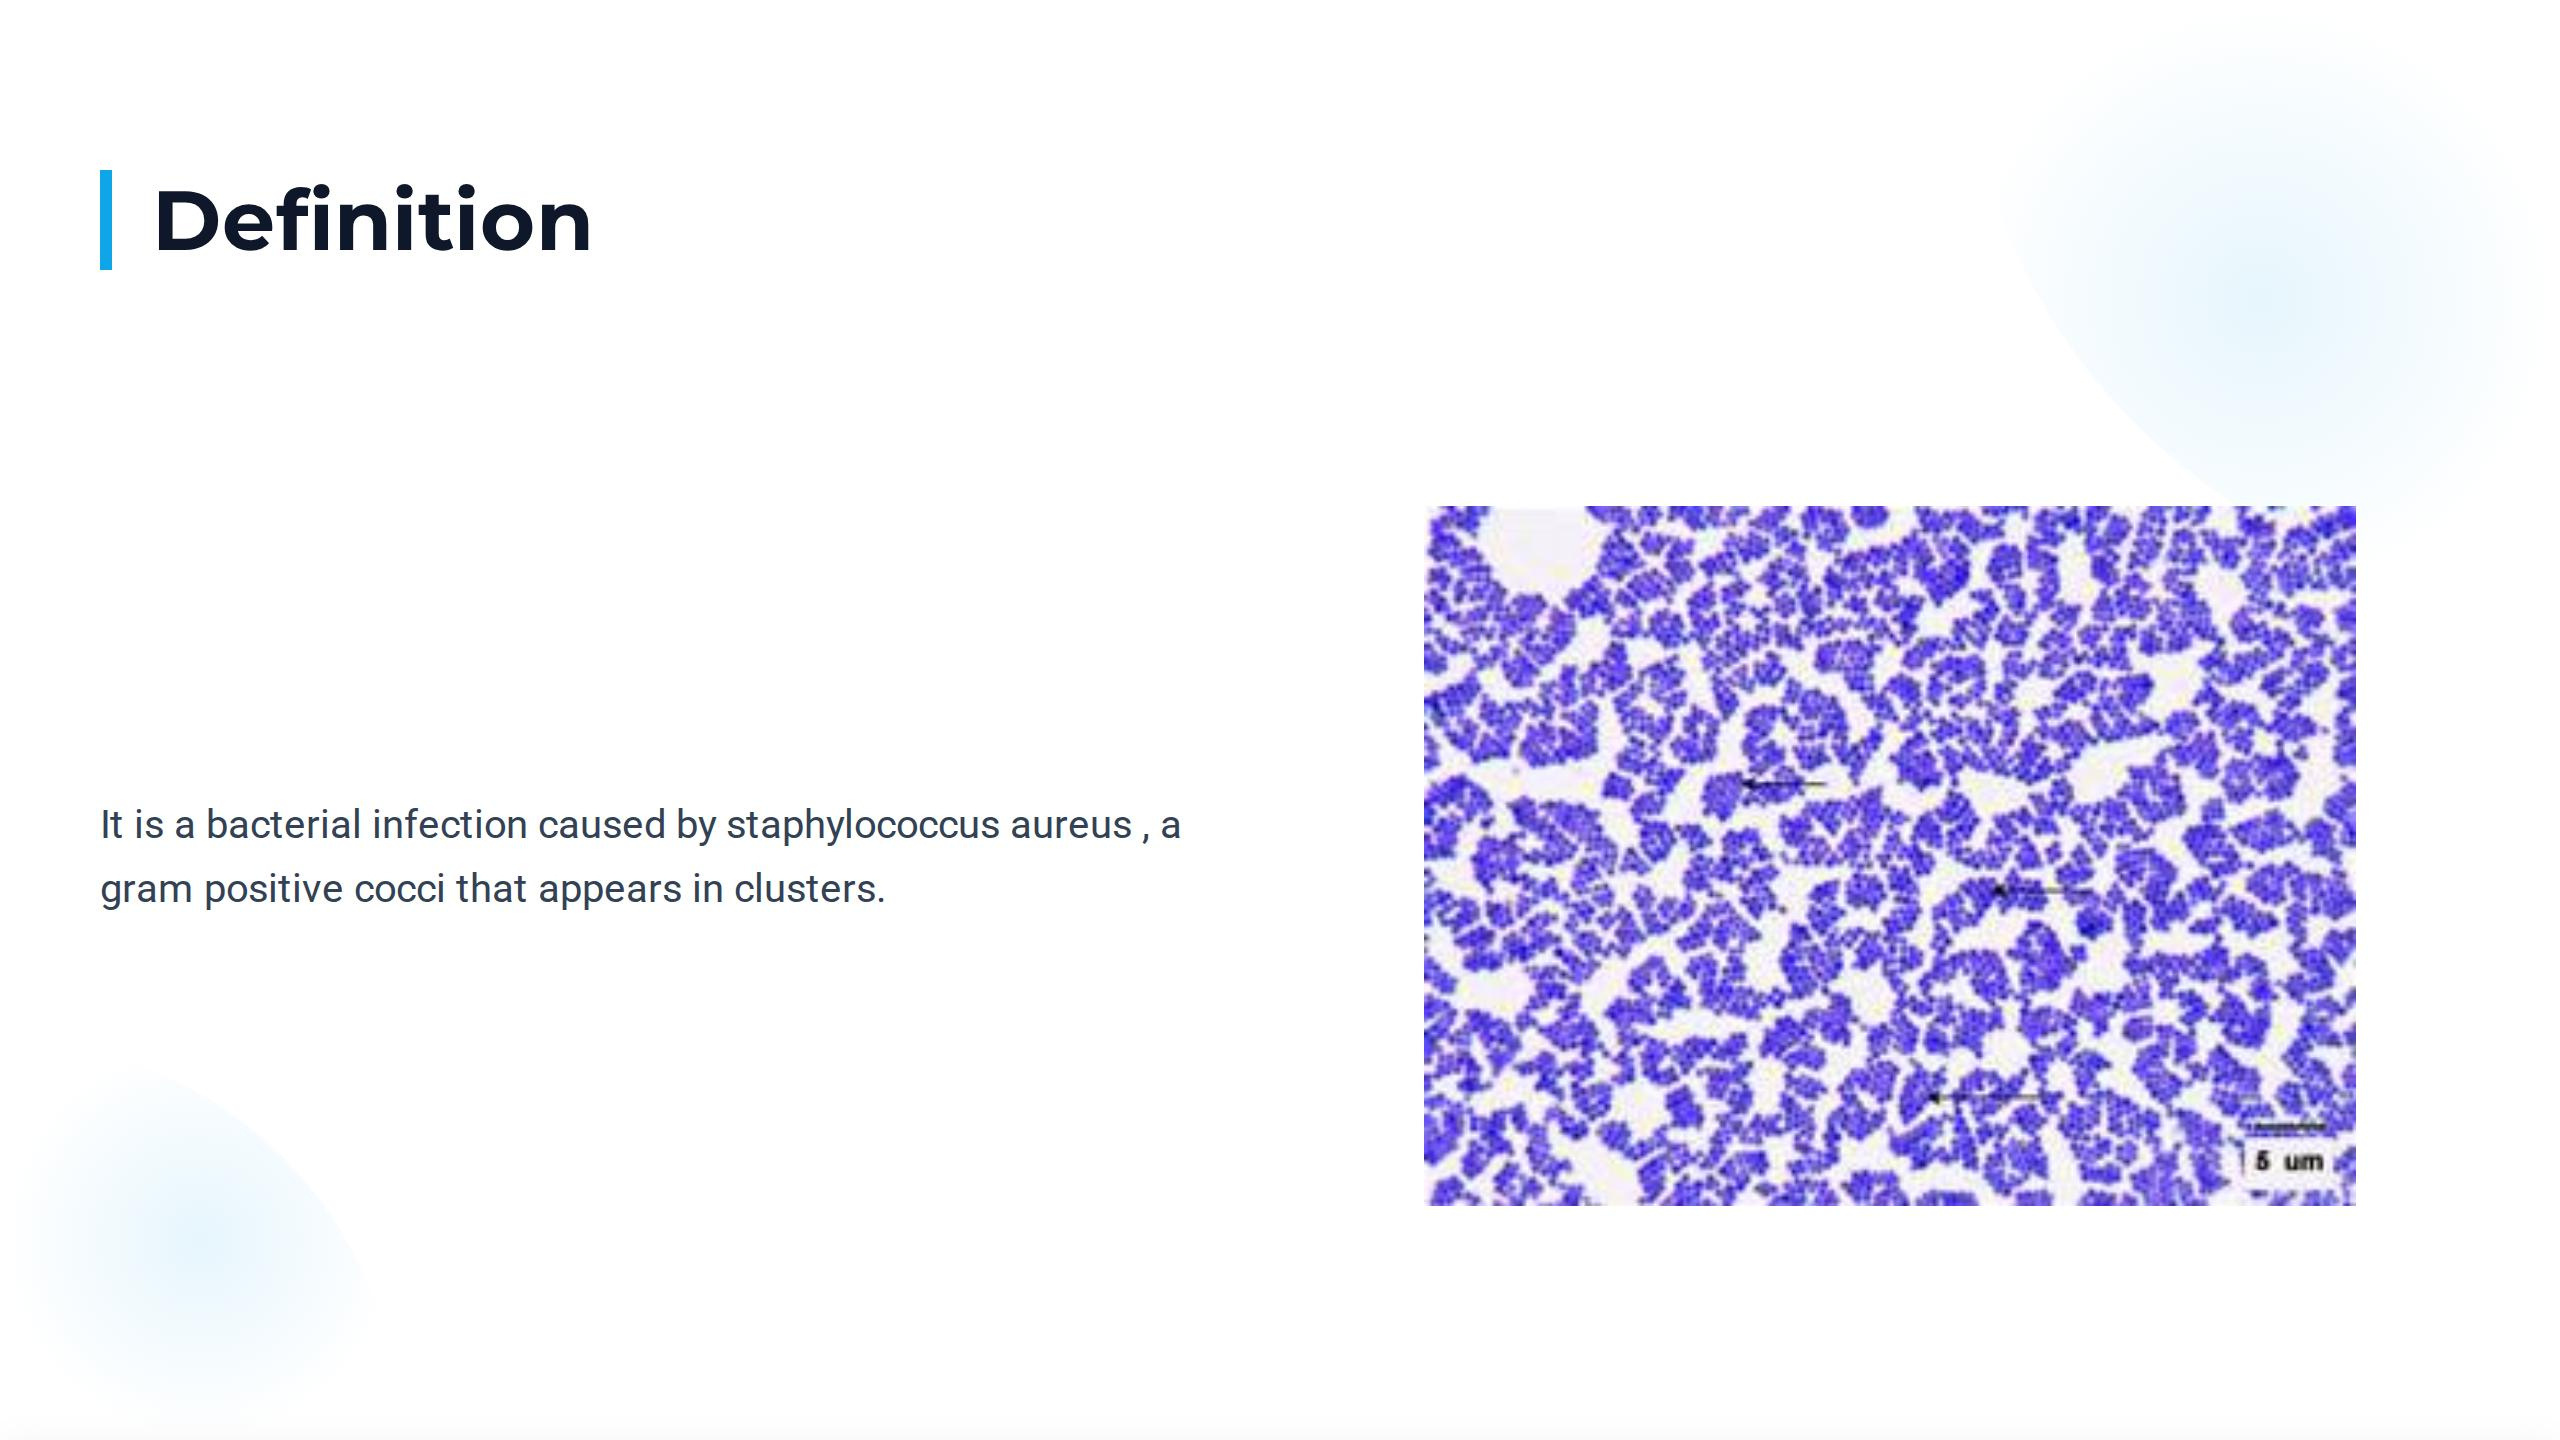 Definition
It is a bacterial infection caused by staphylococcus aureus , a
gram positive cocci that appears in clusters.
5 um